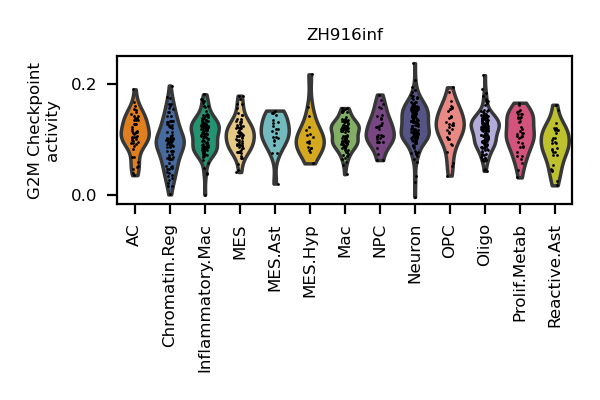 ZH916inf
G2M Checkpoint
activity
0.2
0.0
AC
Chromatin.Reg
Inflammatory.Mac
MES
MES.Ast
MES.Hyp
Mac
NPC
Neuron
OPC
Oligo
Prolif.Metab
Reactive.Ast